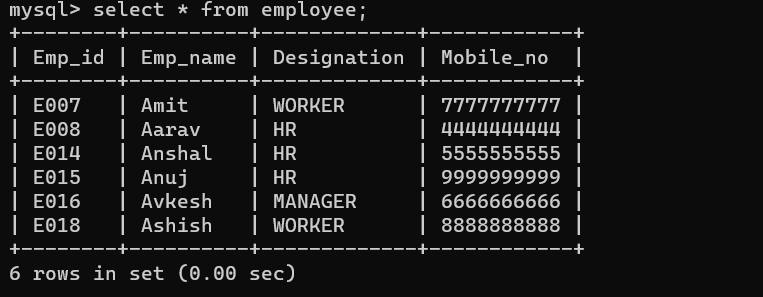 mysql> select * from employee;
+--------+----------+-------------+------------+
| Emp_id | Emp_name | Designation | Mobile_no  |
+--------+----------+-------------+------------+
| E007   | Amit     | WORKER      | 7777777777 |
| E008   | Aarav    | HR          | 4444444444 |
| E014   | Anshal   | HR          | 5555555555 |
| E015   | Anuj     | HR          | 9999999999 |
| E016   | Avkesh   | MANAGER     | 6666666666 |
| E018   | Ashish   | WORKER      | 8888888888 |
+--------+----------+-------------+------------+
6 rows in set (0.00 sec)